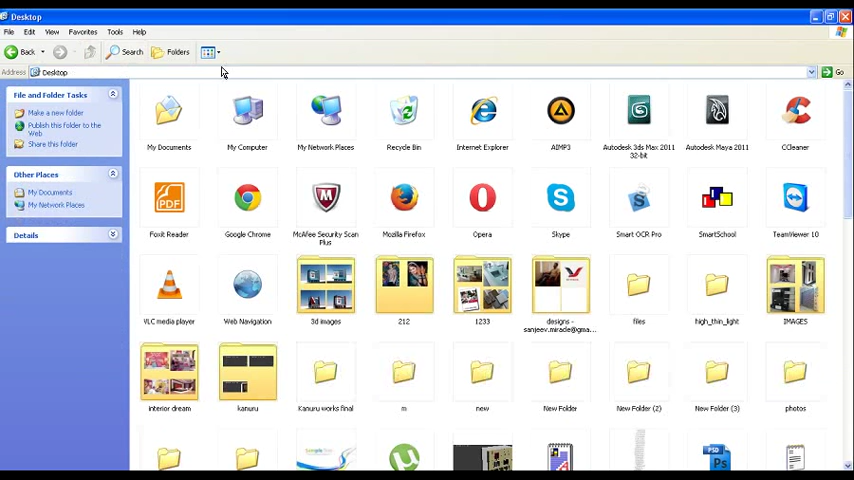 Desktop
File Edit View Favorites Tools Help
Back Search Folders
Address Desktop Go
File and Folder Tasks
Make a new folder
Publish this folder to the
Web
Share this folder
Other Places
My Documents
My Network Places
Details
My Documents My Computer My Network Places Recycle Bin Internet Explorer AIMP3 Autodesk 3ds Max 2011 Autodesk Maya 2011 CCleaner
32-bit
PDF
Foxit Reader Google Chrome McAfee Security Scan Mozilla Firefox Opera Skype Smart OCR Pro SmartSchool TeamViewer 10
Plus
VLC media player Web Navigation 3d images 212 1233 designs - files high_thin_light IMAGES
sanjeev.mirade@gma...
interior dream kanuru Kanuru works final m new New Folder New Folder (2) New Folder (3) photos
PSD
Ps